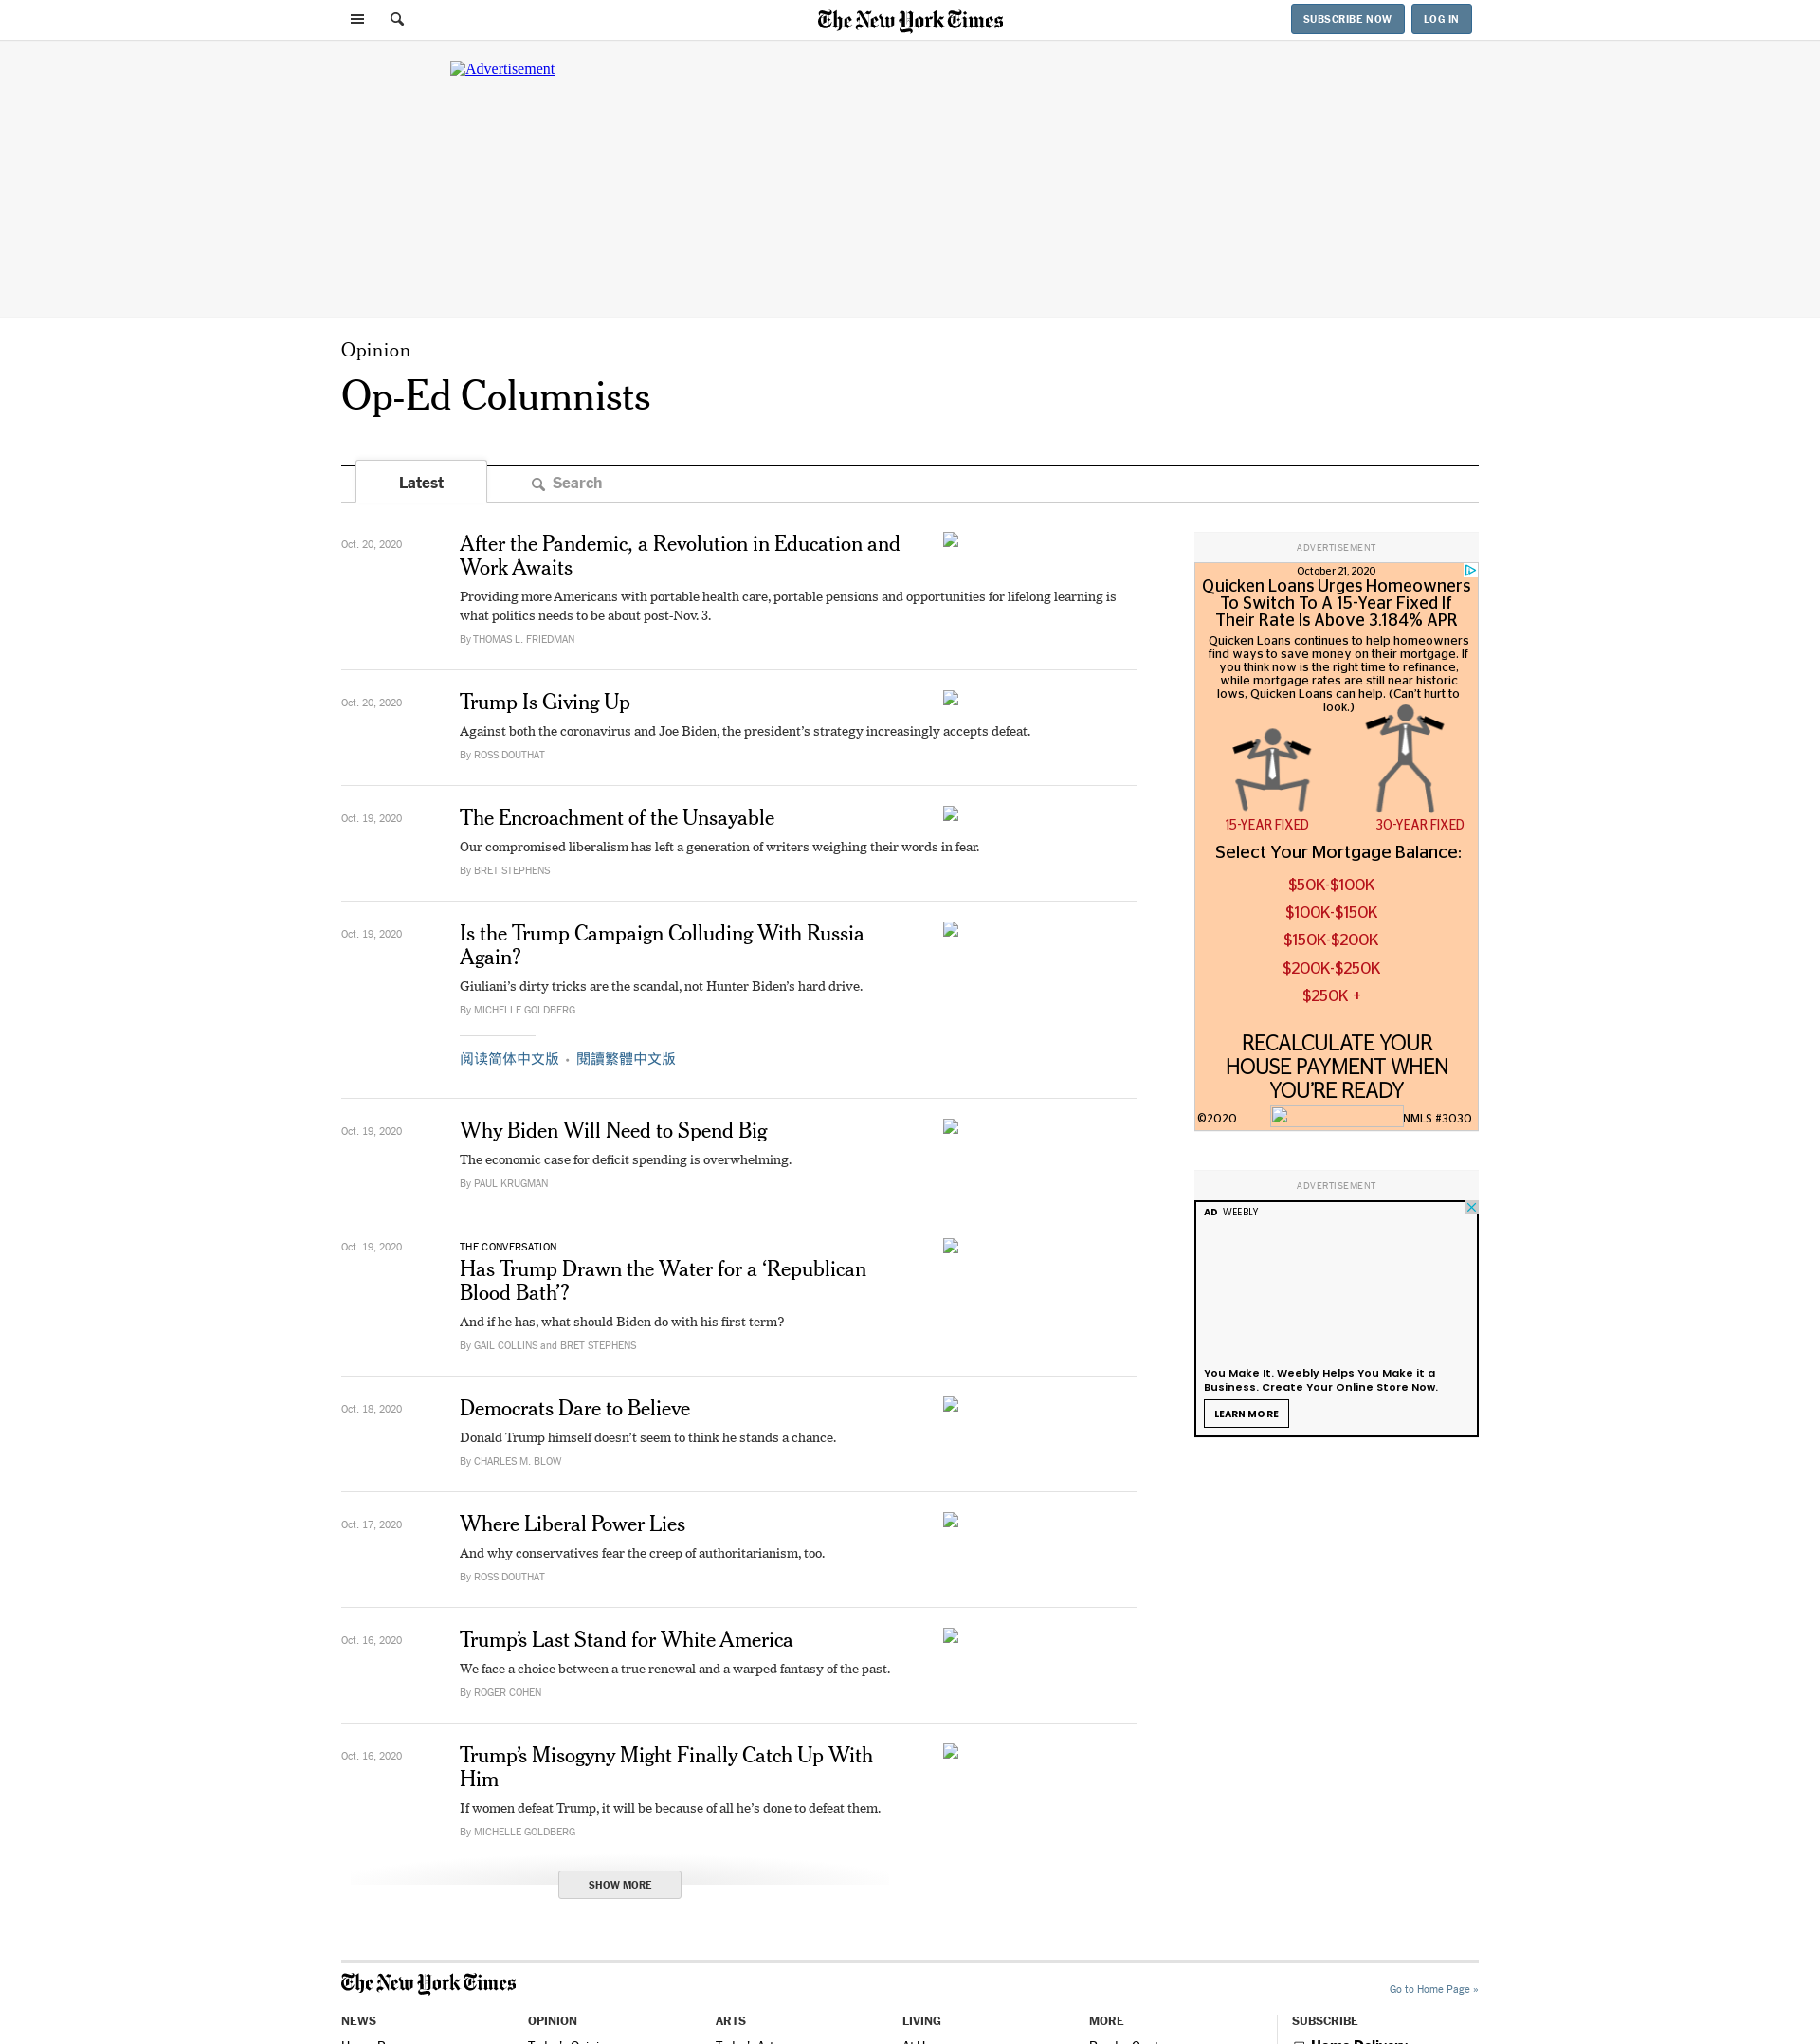 The New York Times
SUBSCRIBE NOW
LOG IN
Advertisement
Opinion
Op-Ed Columnists
Latest
Search
Oct. 20, 2020
After the Pandemic, a Revolution in Education and
Work Awaits
Providing more Americans with portable health care, portable pensions and opportunities for lifelong learning is
what politics needs to be about post-Nov. 3.
By THOMAS L. FRIEDMAN
Oct. 20, 2020
Trump Is Giving Up
Against both the coronavirus and Joe Biden, the president’s strategy increasingly accepts defeat.
By ROSS DOUTHAT
Oct. 19, 2020
The Encroachment of the Unsayable
Our compromised liberalism has left a generation of writers weighing their words in fear.
By BRET STEPHENS
Oct. 19, 2020
Is the Trump Campaign Colluding With Russia
Again?
Giuliani’s dirty tricks are the scandal, not Hunter Biden’s hard drive.
By MICHELLE GOLDBERG
阅读简体中文版 • 閱讀繁體中文版
Oct. 19, 2020
Why Biden Will Need to Spend Big
The economic case for deficit spending is overwhelming.
By PAUL KRUGMAN
Oct. 19, 2020
THE CONVERSATION
Has Trump Drawn the Water for a ‘Republican
Blood Bath’?
And if he has, what should Biden do with his first term?
By GAIL COLLINS and BRET STEPHENS
Oct. 18, 2020
Democrats Dare to Believe
Donald Trump himself doesn’t seem to think he stands a chance.
By CHARLES M. BLOW
Oct. 17, 2020
Where Liberal Power Lies
And why conservatives fear the creep of authoritarianism, too.
By ROSS DOUTHAT
Oct. 16, 2020
Trump’s Last Stand for White America
We face a choice between a true renewal and a warped fantasy of the past.
By ROGER COHEN
Oct. 16, 2020
Trump’s Misogyny Might Finally Catch Up With
Him
If women defeat Trump, it will be because of all he’s done to defeat them.
By MICHELLE GOLDBERG
SHOW MORE
ADVERTISEMENT
October 21, 2020
Quicken Loans Urges Homeowners
To Switch To A 15-Year Fixed If
Their Rate Is Above 3.184% APR
Quicken Loans continues to help homeowners
find ways to save money on their mortgage. If
you think now is the right time to refinance,
while mortgage rates are still near historic
lows, Quicken Loans can help. (Can’t hurt to
look.)
15-YEAR FIXED
30-YEAR FIXED
Select Your Mortgage Balance:
$50K-$100K
$100K-$150K
$150K-$200K
$200K-$250K
$250K +
RECALCULATE YOUR
HOUSE PAYMENT WHEN
YOU’RE READY
©2020
NMLS #3030
ADVERTISEMENT
AD WEEBLY
You Make It. Weebly Helps You Make it a
Business. Create Your Online Store Now.
LEARN MORE
The New York Times
Go to Home Page »
NEWS
OPINION
ARTS
LIVING
MORE
SUBSCRIBE